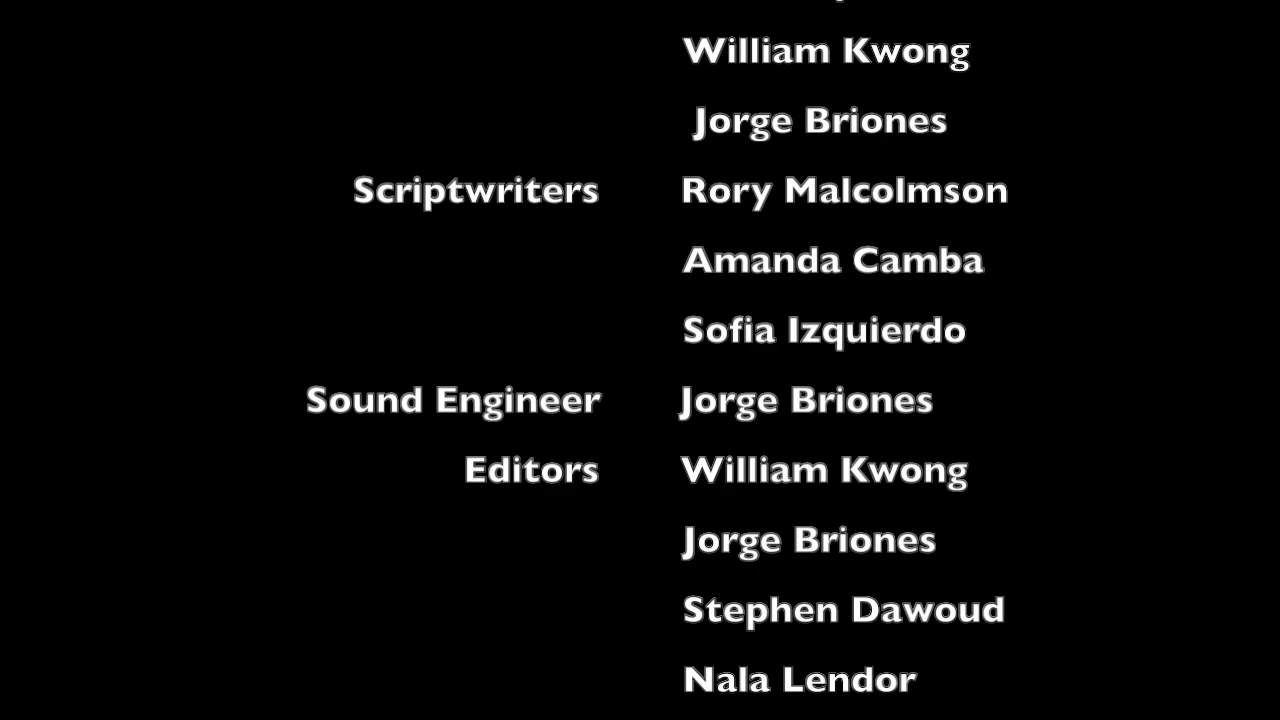 William Kwong
Jorge Briones
Scriptwriters Rory Malcolmson
Amanda Camba
Sofia Izquierdo
Sound Engineer Jorge Briones
Editors William Kwong
Jorge Briones
Stephen Dawoud
Nala Lendor